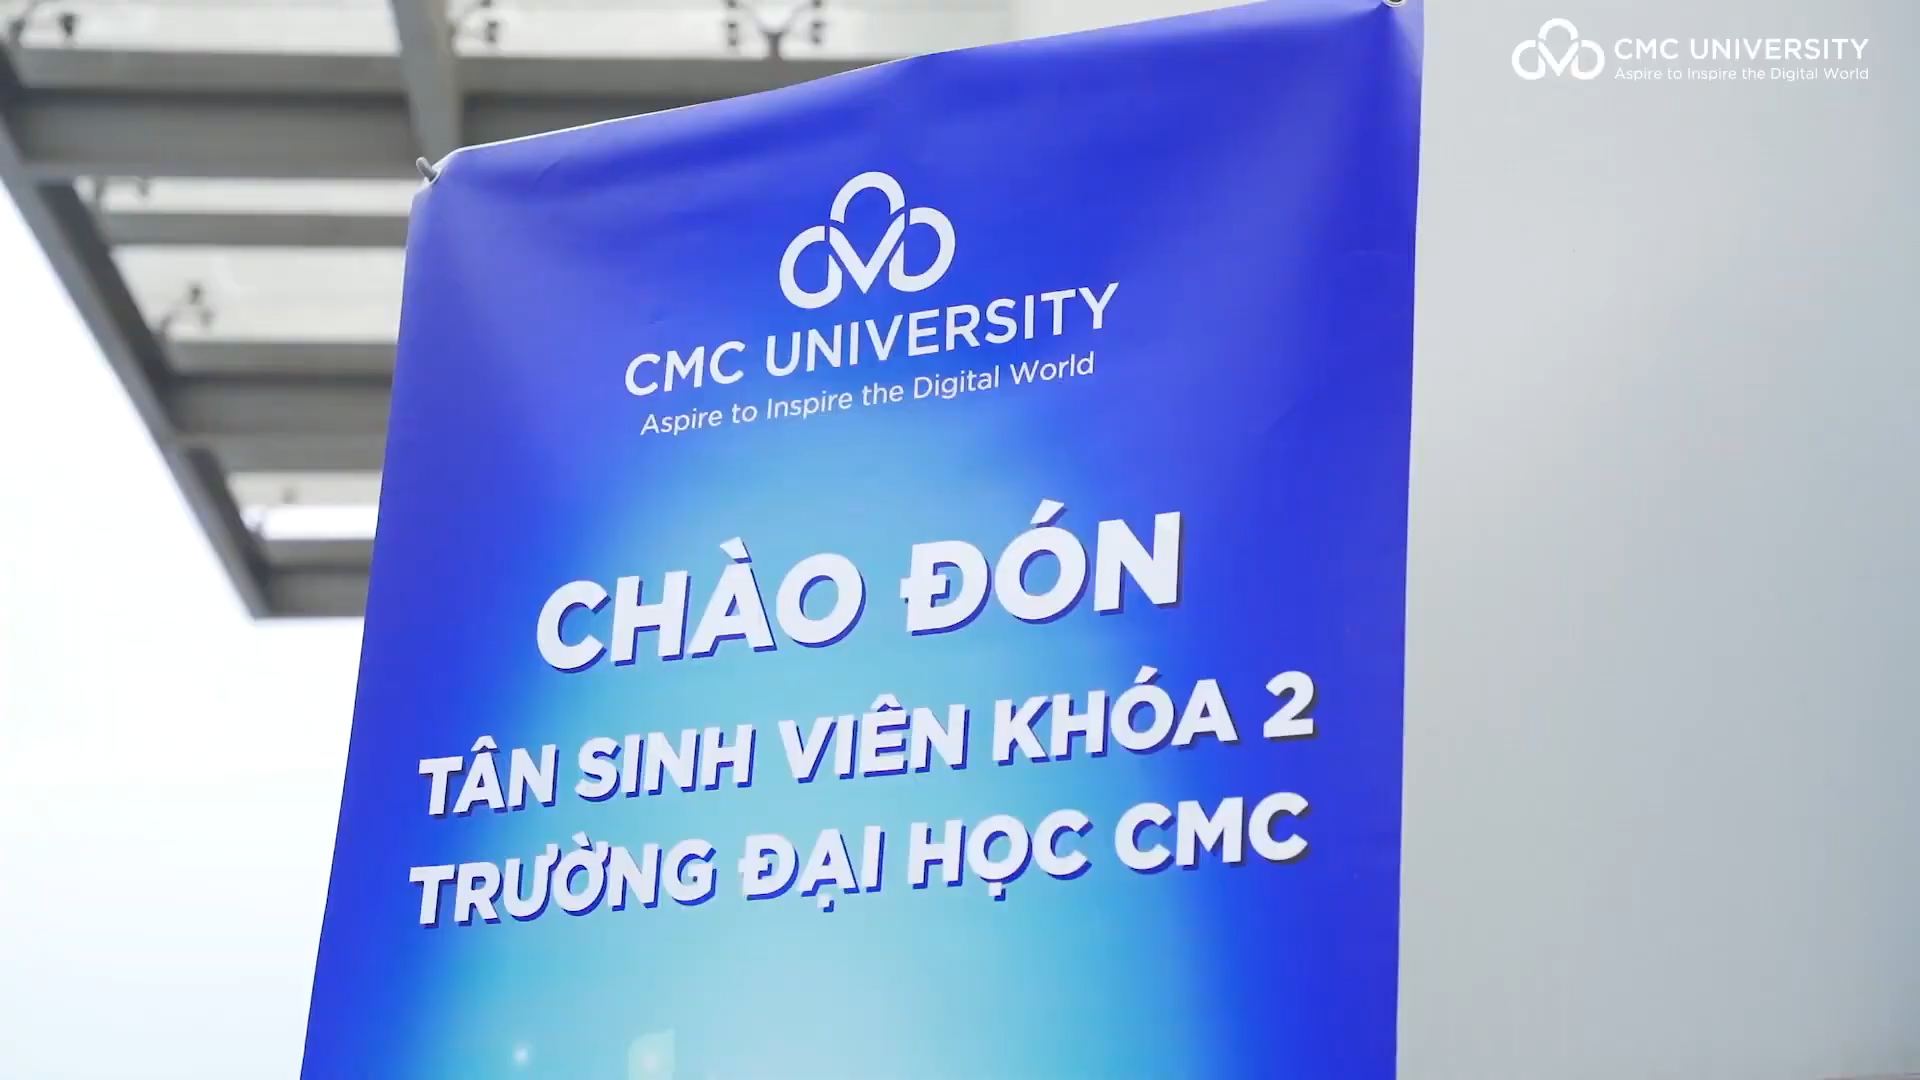 CMC UNIVERSITY
Aspire to Inspire the Digital World
CMC UNIVERSITY
Aspire to Inspire the Digital World
CHÀO ĐÓN
TÂN SINH VIÊN KHÓA 2
TRƯỜNG ĐẠI HỌC CMC